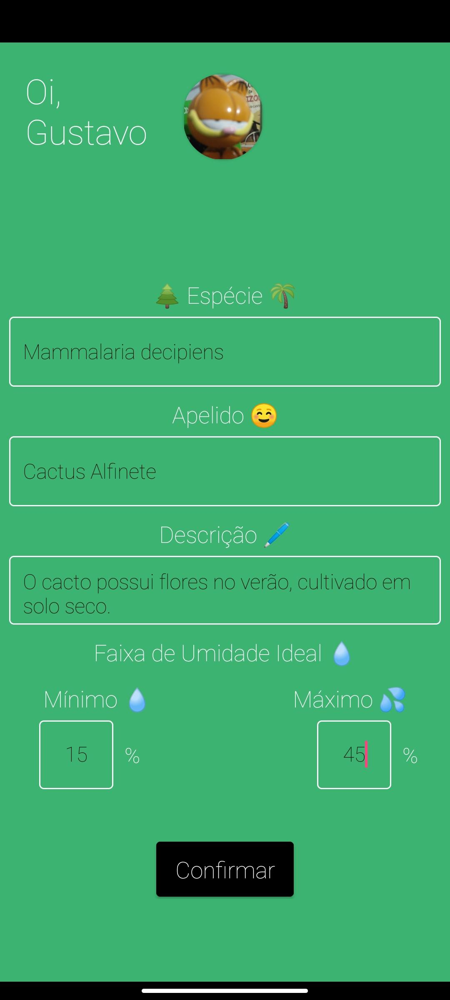 Oi,
Gustavo
🌲 Espécie 🌴
Mammalaria decipiens
Apelido ☺️
Cactus Alfinete
Descrição 🖊️
O cacto possui flores no verão, cultivado em
solo seco.
Faixa de Umidade Ideal 💧
Mínimo 💧
Máximo 💦
15 %
45 %
Confirmar